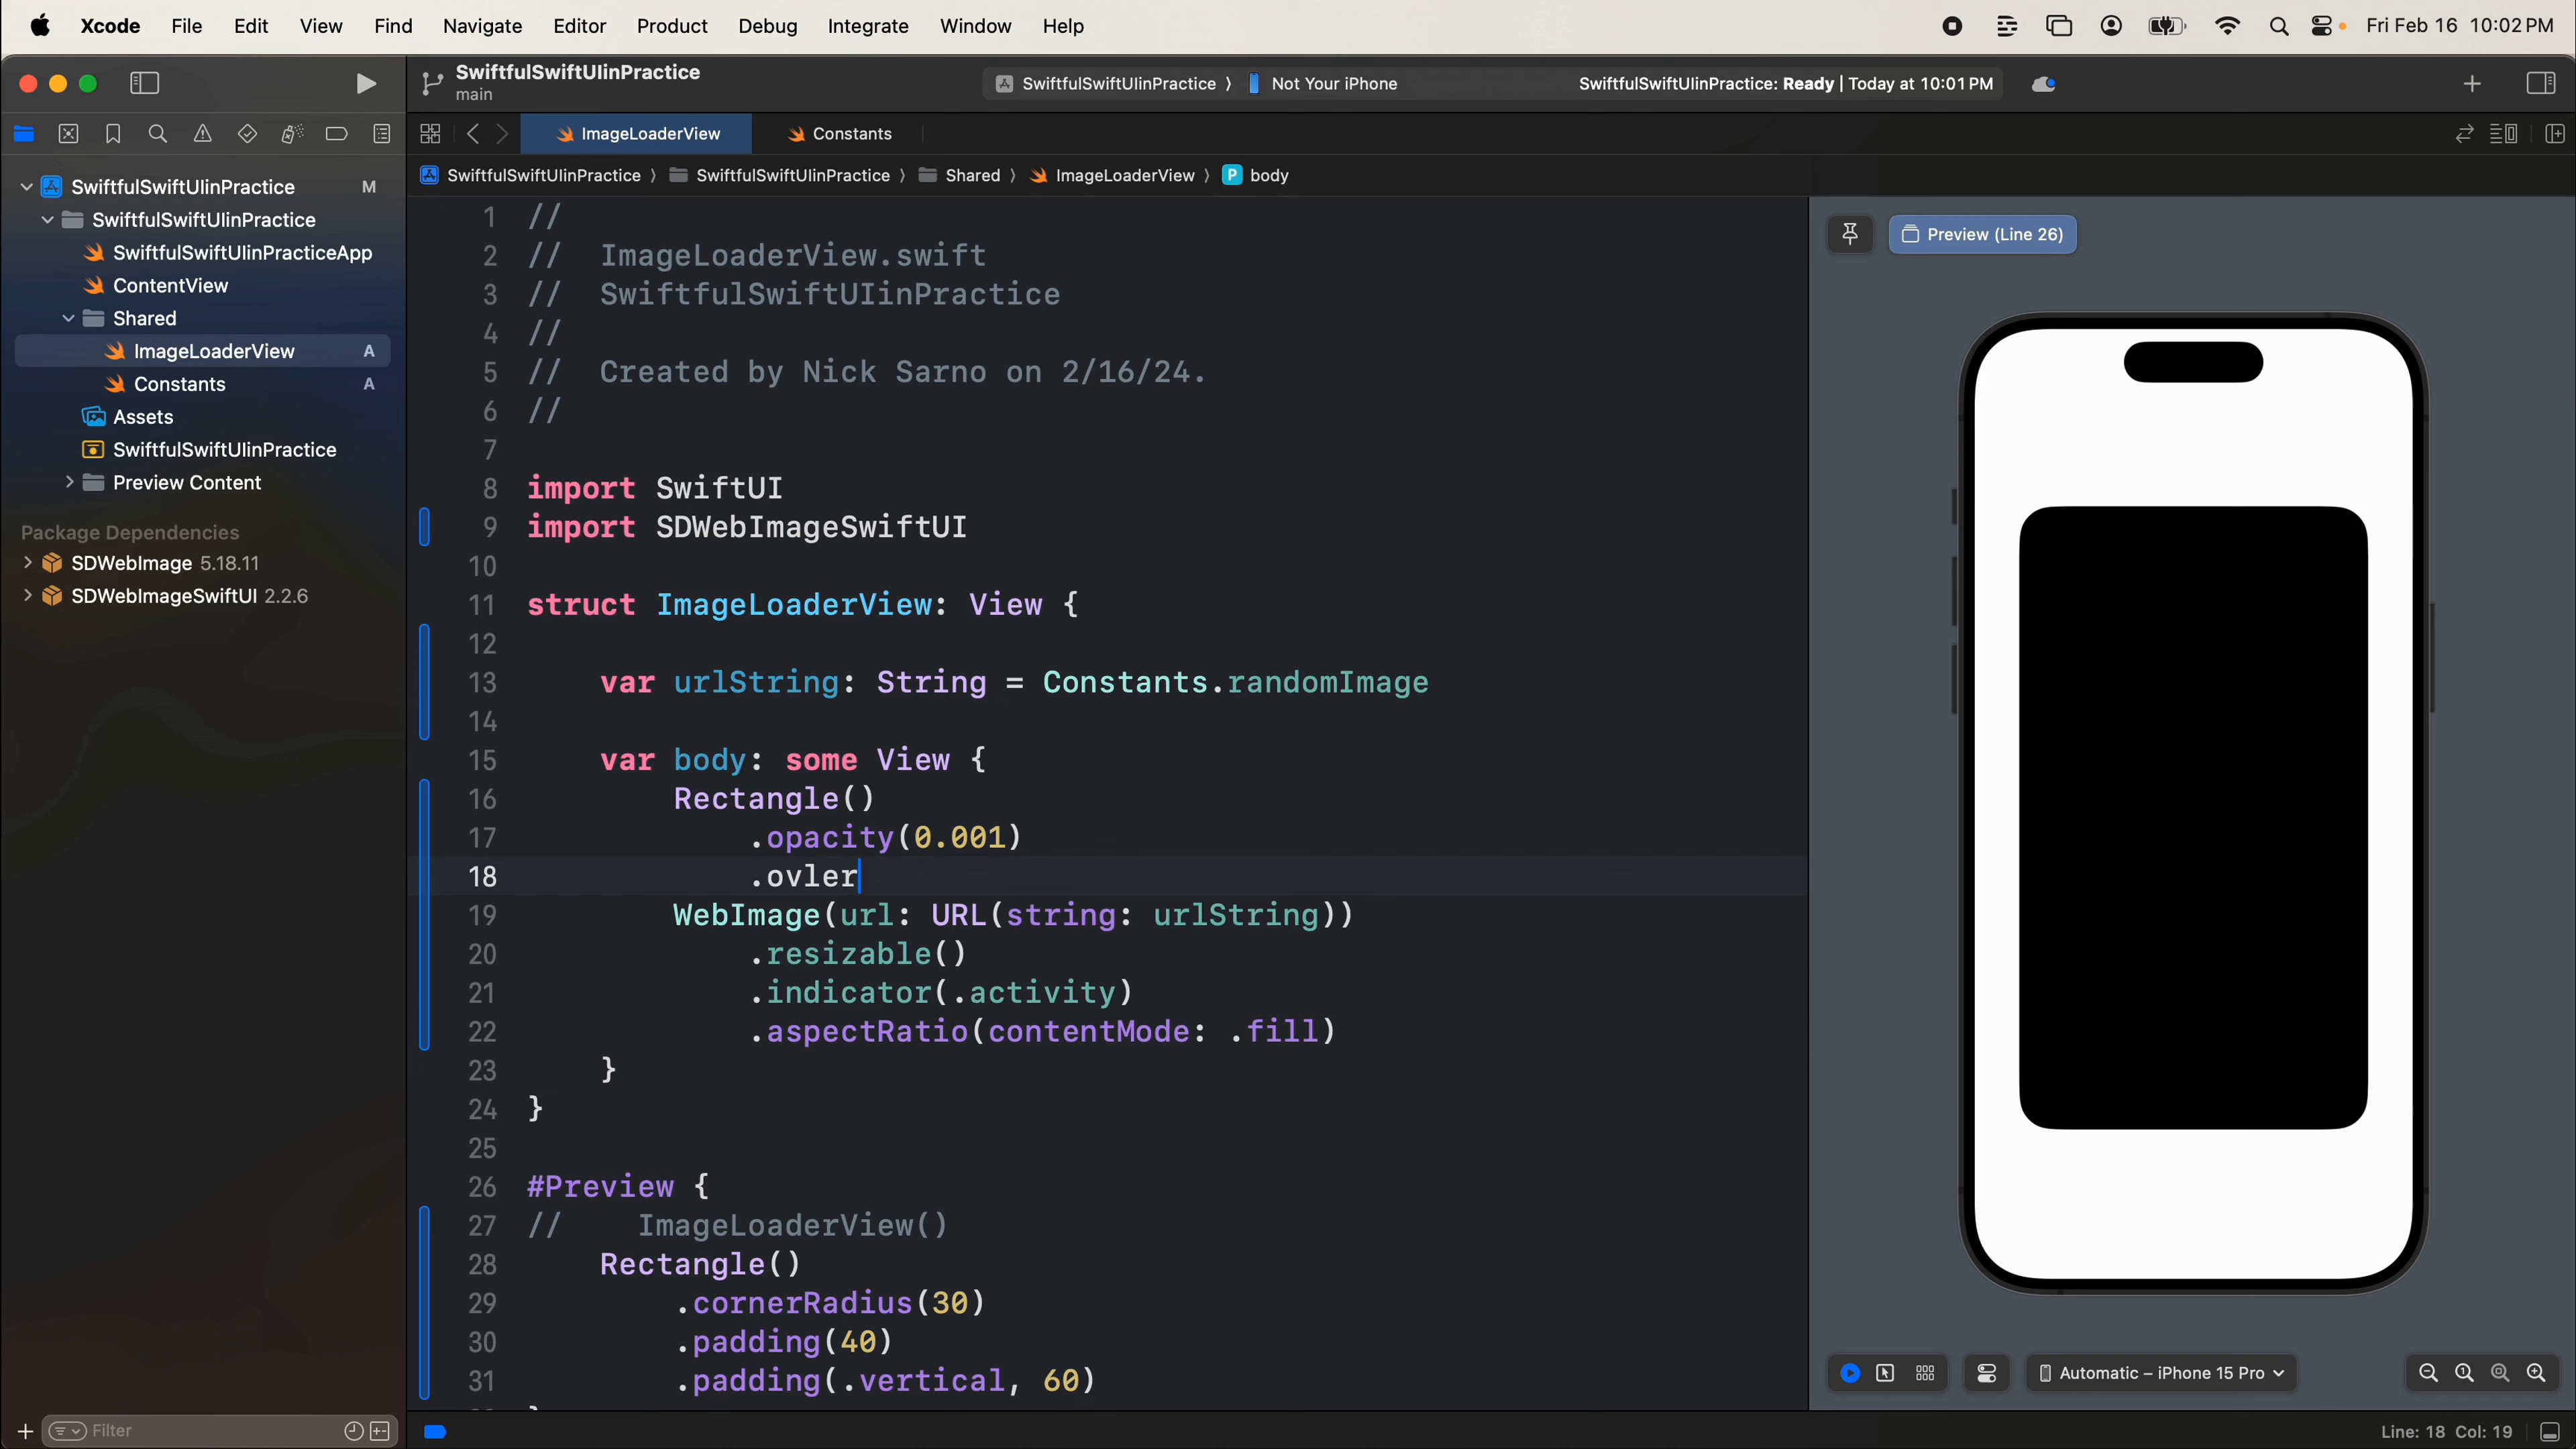 Xcode File Edit View Find Navigate Editor Product Debug Integrate Window Help Fri Feb 16 10:02 PM
SwiftfulSwiftUIinPractice
main
SwiftfulSwiftUIinPractice 〉 Not Your iPhone
SwiftfulSwiftUIinPractice: Ready | Today at 10:01 PM
ImageLoaderView
Constants
SwiftfulSwiftUIinPractice 〉 SwiftfulSwiftUIinPractice 〉 Shared 〉 ImageLoaderView 〉 P body
SwiftfulSwiftUIinPractice M
SwiftfulSwiftUIinPractice
SwiftfulSwiftUIinPracticeApp
ContentView
Shared
ImageLoaderView A
Constants A
Assets
SwiftfulSwiftUIinPractice
Preview Content
Package Dependencies
SDWebImage 5.18.11
SDWebImageSwiftUI 2.2.6
Filter
1 //
2 // ImageLoaderView.swift
3 // SwiftfulSwiftUIinPractice
4 //
5 // Created by Nick Sarno on 2/16/24.
6 //
7
8 import SwiftUI
9 import SDWebImageSwiftUI
10
11 struct ImageLoaderView: View {
12
13 var urlString: String = Constants.randomImage
14
15 var body: some View {
16 Rectangle()
17 .opacity(0.001)
18 .ovler
19 WebImage(url: URL(string: urlString))
20 .resizable()
21 .indicator(.activity)
22 .aspectRatio(contentMode: .fill)
23 }
24 }
25
26 #Preview {
27 // ImageLoaderView()
28 Rectangle()
29 .cornerRadius(30)
30 .padding(40)
31 .padding(.vertical, 60)
Preview (Line 26)
Automatic – iPhone 15 Pro
Line: 18 Col: 19